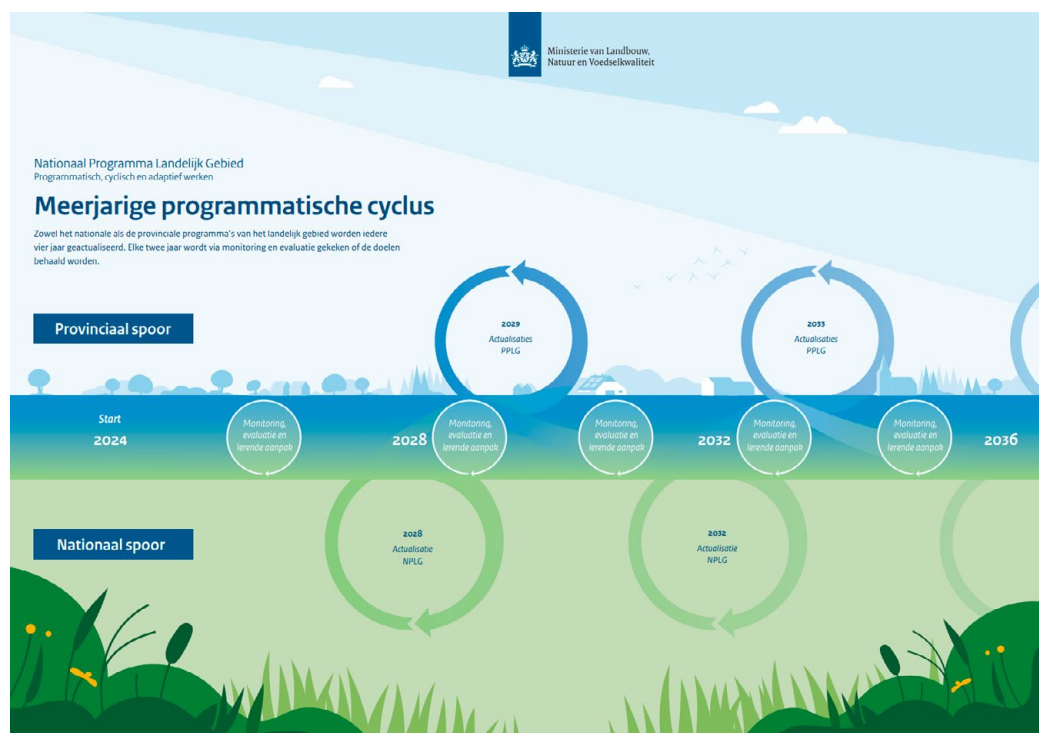 Ministerie van Landbouw,
Natuur en Voedselkwaliteit
Nationaal Programma Landelijk Gebied
Programmatisch, cyclisch en adaptief werken
Meerjarige programmatische cyclus
Zowel het nationale als de provinciale programma's van het landelijk gebied worden iedere
vier jaar geactualiseerd. Elke twee jaar wordt via monitoring en evaluatie gekeken of de doelen
behaald worden.
Provinciaal spoor
2029
Actualisaties
PPLG
2033
Actualisaties
PPLG
Start
2024
Monitoring,
evaluatie en
lerende aanpak
2028
Monitoring,
evaluatie en
lerende aanpak
Monitoring,
evaluatie en
lerende aanpak
2032
Monitoring,
evaluatie en
lerende aanpak
Monitoring,
evaluatie en
lerende aanpak
2036
Nationaal spoor
2028
Actualisatie
NPLG
2032
Actualisatie
NPLG